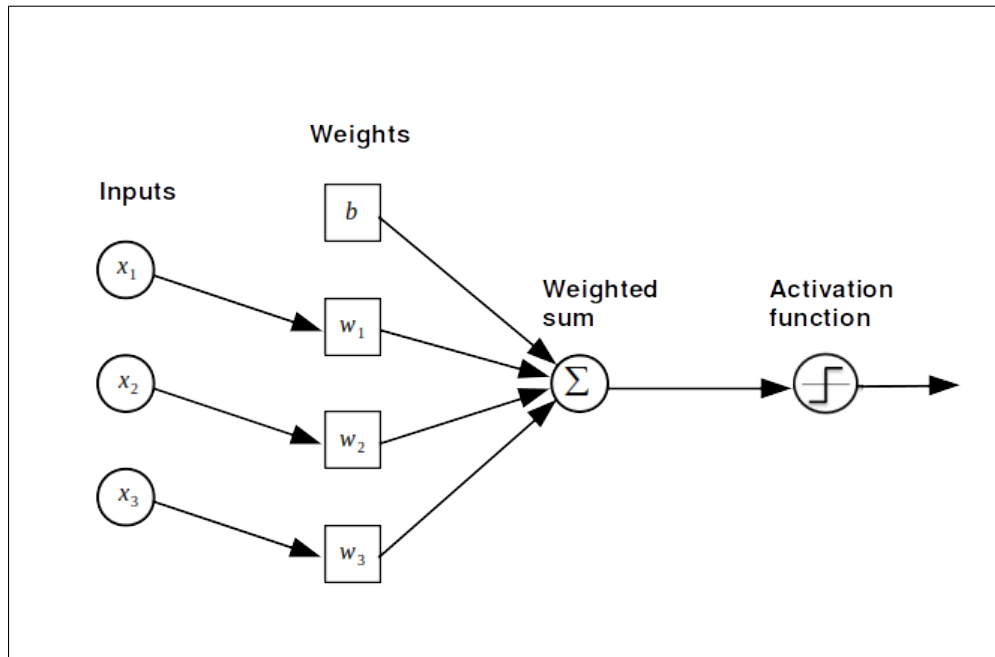 Weights
Inputs
b
x₁
w₁
Weighted
sum
Activation
function
x₂
Σ
w₂
x₃
w₃